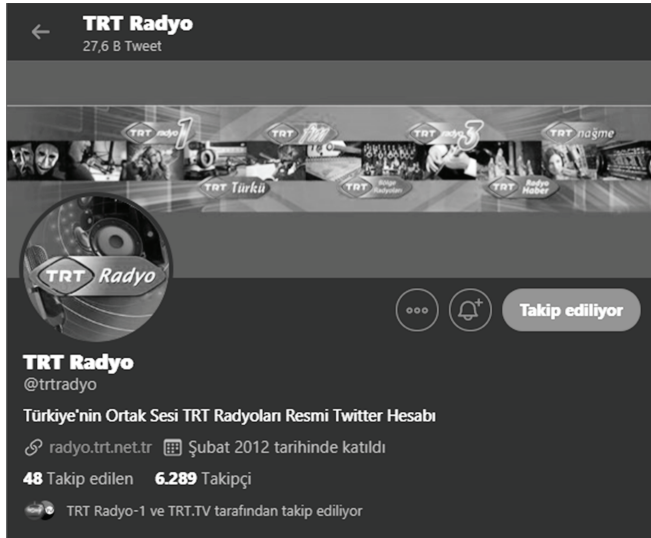 TRT Radyo
27,6 B Tweet
TRT radyo 1
TRT fm
TRT radyo 3
TRT nağme
TRT Türkü
TRT Bölge Radyoları
TRT Radyo Haber
TRT Radyo
Takip ediliyor
TRT Radyo
@trtradyo
Türkiye'nin Ortak Sesi TRT Radyoları Resmi Twitter Hesabı
radyo.trt.net.tr Şubat 2012 tarihinde katıldı
48 Takip edilen 6.289 Takipçi
TRT Radyo-1 ve TRT.TV tarafından takip ediliyor